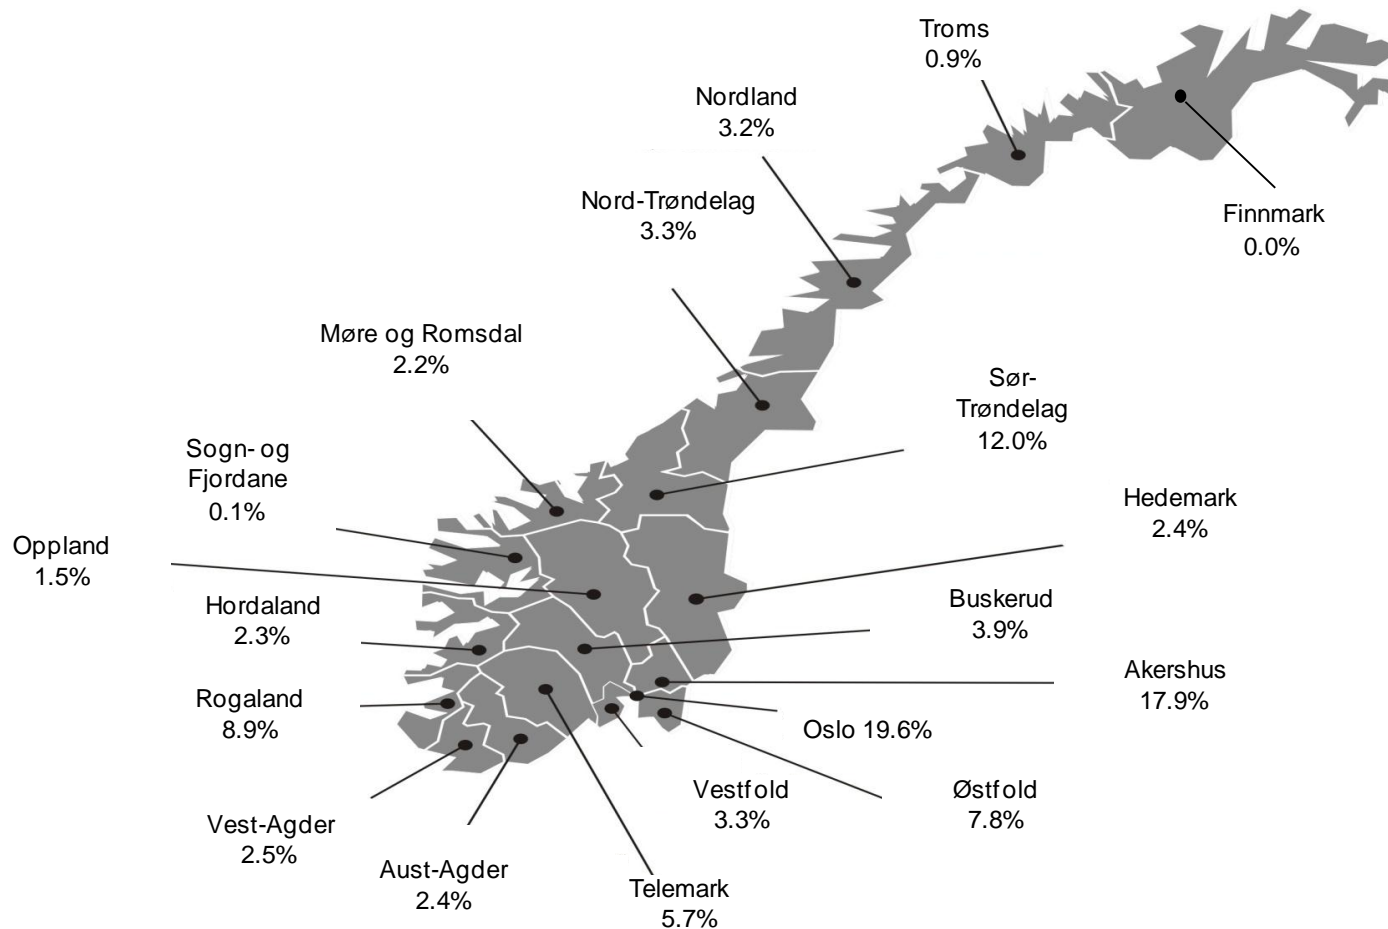 Troms
0.9%
Nordland
3.2%
Nord-Trøndelag
3.3%
Finnmark
0.0%
Møre og Romsdal
2.2%
Sør-
Trøndelag
12.0%
Sogn- og
Fjordane
0.1%
Hedemark
2.4%
Oppland
1.5%
Hordaland
2.3%
Buskerud
3.9%
Akershus
17.9%
Rogaland
8.9%
Oslo 19.6%
Vestfold
3.3%
Østfold
7.8%
Vest-Agder
2.5%
Aust-Agder
2.4%
Telemark
5.7%